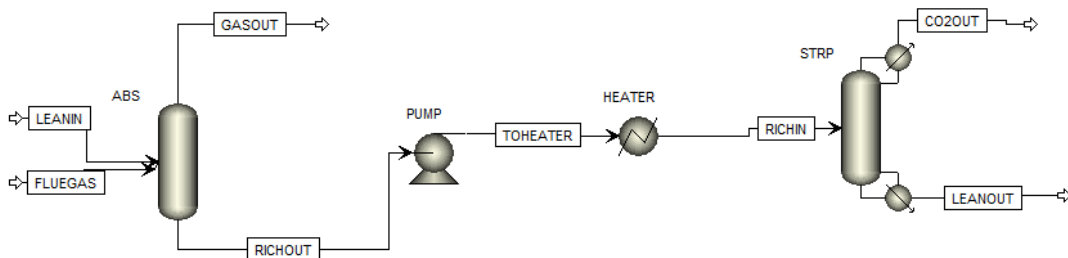 GASOUT
CO2OUT
STRP
ABS
HEATER
PUMP
LEANIN
TOHEATER
RICHIN
FLUEGAS
LEANOUT
RICHOUT